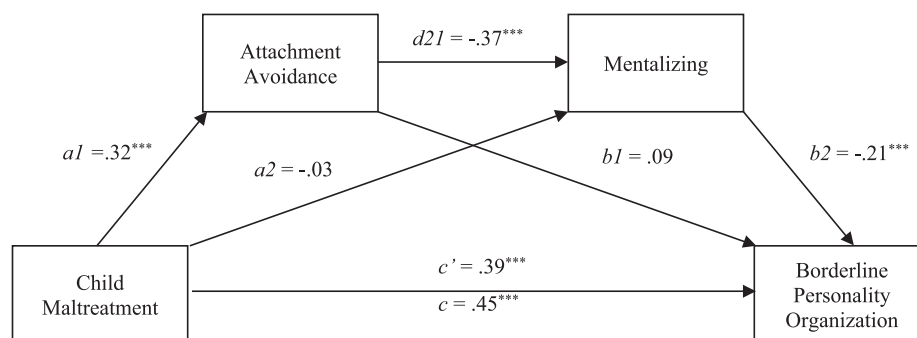 Attachment
Avoidance
d21 = -.37***
Mentalizing
a1 =.32***
a2 = -.03
b1 = .09
b2 = -.21***
Child
Maltreatment
c’ = .39***
c = .45***
Borderline
Personality
Organization